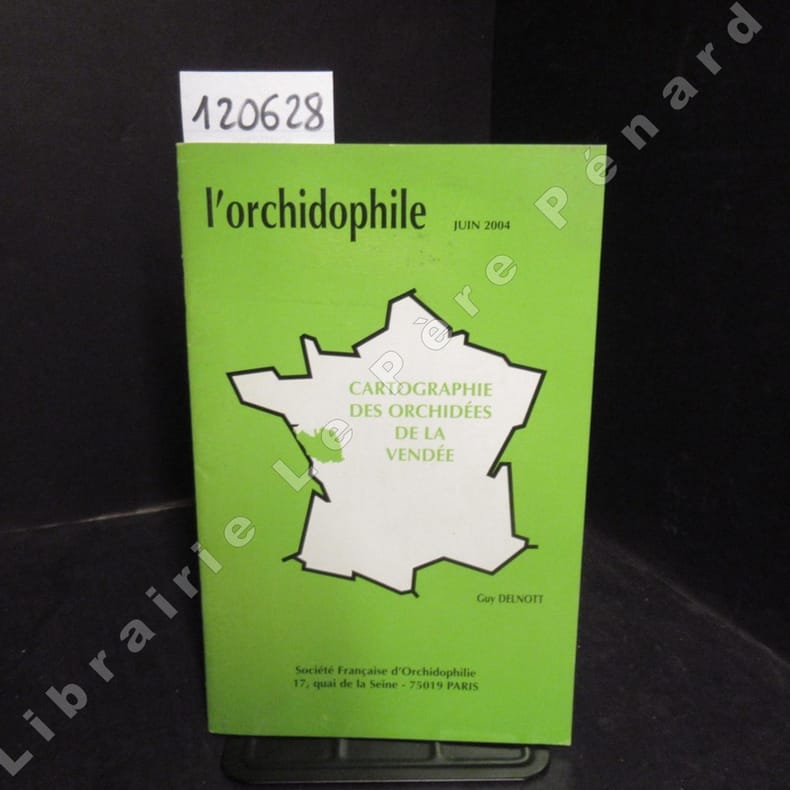 120628
l'orchidophile JUIN 2004
CARTOGRAPHIE
DES ORCHIDÉES
DE LA
VENDÉE
Guy DELNOTT
Société Française d'Orchidophilie
17, quai de la Seine - 75019 PARIS
Librairie Le Père Pénard